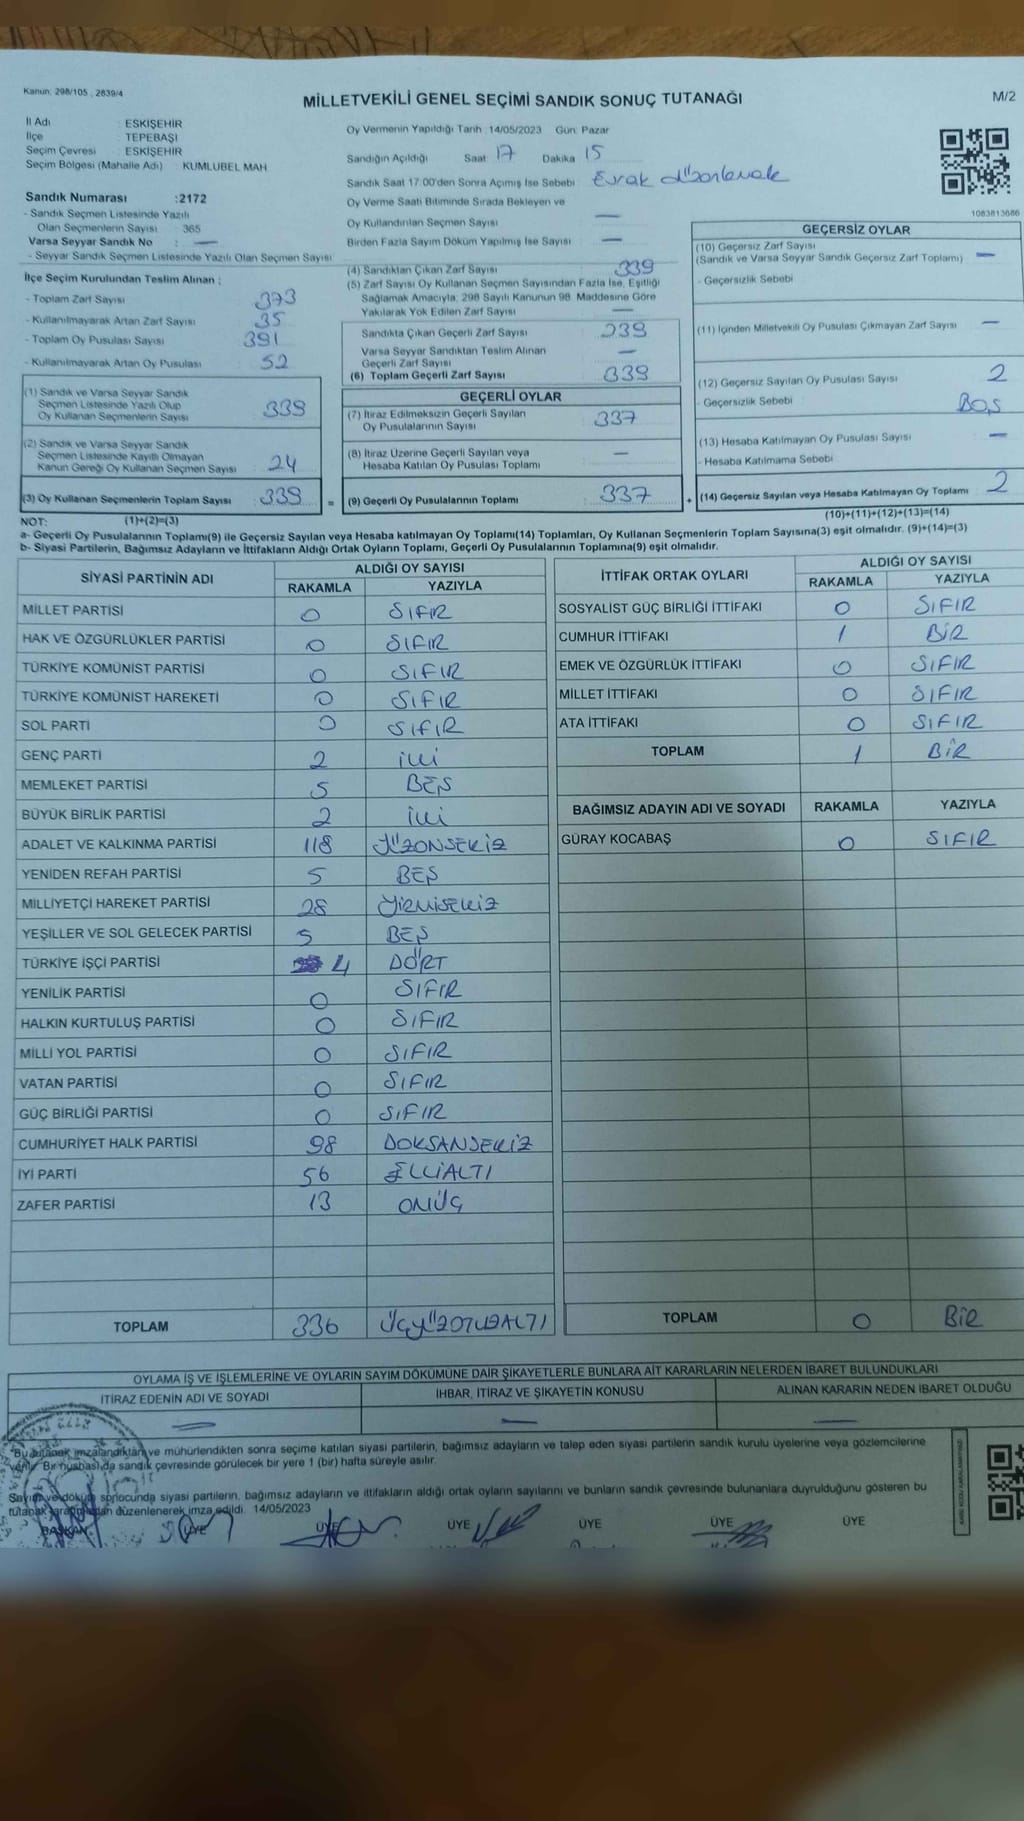 Kanun: 298/105 , 2839/4
MİLLETVEKİLİ GENEL SEÇİMİ SANDIK SONUÇ TUTANAĞI
M/2
İl Adı : ESKİŞEHİR
İlçe : TEPEBAŞI
Seçim Çevresi : ESKİŞEHİR
Seçim Bölgesi (Mahalle Adı) : KUMLUBEL MAH
Sandık Numarası :2172
- Sandık Seçmen Listesinde Yazılı
Olan Seçmenlerin Sayısı : 365
Varsa Seyyar Sandık No : —
- Seyyar Sandık Seçmen Listesinde Yazılı Olan Seçmen Sayısı :
İlçe Seçim Kurulundan Teslim Alınan :
- Toplam Zarf Sayısı 373
- Kullanılmayarak Artan Zarf Sayısı 35
- Toplam Oy Pusulası Sayısı 391
- Kullanılmayarak Artan Oy Pusulası 52
(1) Sandık ve Varsa Seyyar Sandık
Seçmen Listesinde Yazılı Olup
Oy Kullanan Seçmenlerin Sayısı 339
(2) Sandık ve Varsa Seyyar Sandık
Seçmen Listesinde Kayıtlı Olmayan
Kanun Gereği Oy Kullanan Seçmen Sayısı 24
(3) Oy Kullanan Seçmenlerin Toplam Sayısı 339
Oy Vermenin Yapıldığı Tarih :14/05/2023 Gün: Pazar
Sandığın Açıldığı Saat 17 Dakika 15
Sandık Saat 17:00'den Sonra Açımış İse Sebebi : Evrak düzenlemek
Oy Verme Saati Bitiminde Sırada Bekleyen ve
Oy Kullandırılan Seçmen Sayısı —
Birden Fazla Sayım Döküm Yapılmış İse Sayısı —
(4) Sandıktan Çıkan Zarf Sayısı 339
(5) Zarf Sayısı Oy Kullanan Seçmen Sayısından Fazla İse, Eşitliği
Sağlamak Amacıyla, 298 Sayılı Kanunun 98. Maddesine Göre
Yakılarak Yok Edilen Zarf Sayısı —
Sandıkta Çıkan Geçerli Zarf Sayısı 339
Varsa Seyyar Sandıktan Teslim Alınan
Geçerli Zarf Sayısı —
(6) Toplam Geçerli Zarf Sayısı 339
GEÇERLİ OYLAR
(7) İtiraz Edilmeksizin Geçerli Sayılan
Oy Pusulalarının Sayısı 337
(8) İtiraz Üzerine Geçerli Sayılan veya
Hesaba Katılan Oy Pusulası Toplamı —
= (9) Geçerli Oy Pusulalarının Toplamı 337
1083813686
GEÇERSİZ OYLAR
(10) Geçersiz Zarf Sayısı
(Sandık ve Varsa Seyyar Sandık Geçersiz Zarf Toplamı) —
- Geçersizlik Sebebi
(11) İçinden Milletvekili Oy Pusulası Çıkmayan Zarf Sayısı —
(12) Geçersiz Sayılan Oy Pusulası Sayısı 2
- Geçersizlik Sebebi : BOŞ
(13) Hesaba Katılmayan Oy Pusulası Sayısı —
- Hesaba Katılmama Sebebi
+ (14) Geçersiz Sayılan veya Hesaba Katılmayan Oy Toplamı 2
NOT: (1)+(2)=(3)
(10)+(11)+(12)+(13)=(14)
a- Geçerli Oy Pusulalarının Toplamı(9) ile Geçersiz Sayılan veya Hesaba katılmayan Oy Toplamı(14) Toplamları, Oy Kullanan Seçmenlerin Toplam Sayısına(3) eşit olmalıdır. (9)+(14)=(3)
b- Siyasi Partilerin, Bağımsız Adayların ve İttifakların Aldığı Ortak Oyların Toplamı, Geçerli Oy Pusulalarının Toplamına(9) eşit olmalıdır.
SİYASİ PARTİNİN ADI ALDIĞI OY SAYISI
RAKAMLA YAZIYLA
MİLLET PARTİSİ 0 SIFIR
HAK VE ÖZGÜRLÜKLER PARTİSİ 0 SIFIR
TÜRKİYE KOMÜNİST PARTİSİ 0 SIFIR
TÜRKİYE KOMÜNİST HAREKETİ 0 SIFIR
SOL PARTİ 0 SIFIR
GENÇ PARTİ 2 İKİ
MEMLEKET PARTİSİ 5 BEŞ
BÜYÜK BİRLİK PARTİSİ 2 İKİ
ADALET VE KALKINMA PARTİSİ 118 YÜZONSEKİZ
YENİDEN REFAH PARTİSİ 5 BEŞ
MİLLİYETÇİ HAREKET PARTİSİ 28 YİRMİSEKİZ
YEŞİLLER VE SOL GELECEK PARTİSİ 5 BEŞ
TÜRKİYE İŞÇİ PARTİSİ 4 DÖRT
YENİLİK PARTİSİ 0 SIFIR
HALKIN KURTULUŞ PARTİSİ 0 SIFIR
MİLLİ YOL PARTİSİ 0 SIFIR
VATAN PARTİSİ 0 SIFIR
GÜÇ BİRLİĞİ PARTİSİ 0 SIFIR
CUMHURİYET HALK PARTİSİ 98 DOKSANSEKİZ
İYİ PARTİ 56 ELLİALTI
ZAFER PARTİSİ 13 ONÜÇ
TOPLAM 336 ÜÇYÜZOTUZALTI
İTTİFAK ORTAK OYLARI ALDIĞI OY SAYISI
RAKAMLA YAZIYLA
SOSYALİST GÜÇ BİRLİĞİ İTTİFAKI 0 SIFIR
CUMHUR İTTİFAKI 1 BİR
EMEK VE ÖZGÜRLÜK İTTİFAKI 0 SIFIR
MİLLET İTTİFAKI 0 SIFIR
ATA İTTİFAKI 0 SIFIR
TOPLAM 1 BİR
BAĞIMSIZ ADAYIN ADI VE SOYADI RAKAMLA YAZIYLA
GÜRAY KOCABAŞ 0 SIFIR
TOPLAM 0 BİR
OYLAMA İŞ VE İŞLEMLERİNE VE OYLARIN SAYIM DÖKÜMÜNE DAİR ŞİKAYETLERLE BUNLARA AİT KARARLARIN NELERDEN İBARET BULUNDUKLARI
İTİRAZ EDENİN ADI VE SOYADI İHBAR, İTİRAZ VE ŞİKAYETİN KONUSU ALINAN KARARIN NEDEN İBARET OLDUĞU
— — —
Bu tutanak imzalandıktan ve mühürlendikten sonra seçime katılan siyasi partilerin, bağımsız adayların ve talep eden siyasi partilerin sandık kurulu üyelerine veya gözlemcilerine
verilir. Bir nüshası da sandık çevresinde görülecek bir yere 1 (bir) hafta süreyle asılır.
Sayım ve döküm sonucunda siyasi partilerin, bağımsız adayların ve ittifakların aldığı ortak oyların sayılarını ve bunların sandık çevresinde bulunanlara duyrulduğunu gösteren bu
tutanak tarafımızdan düzenlenerek imza edildi. 14/05/2023
BAŞKAN ÜYE ÜYE ÜYE ÜYE ÜYE ÜYE